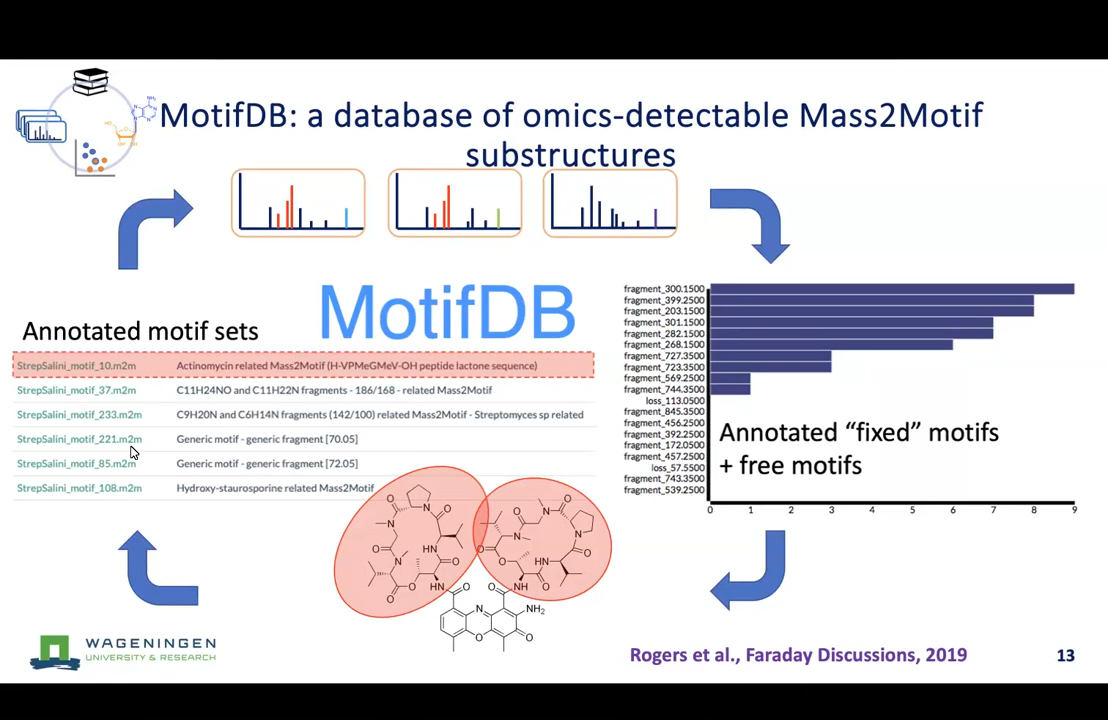 MotifDB: a database of omics-detectable Mass2Motif
substructures
MotifDB
Annotated motif sets
StrepSalini_motif_10.m2m Actinomycin related Mass2Motif (H-VPMeGMeV-OH peptide lactone sequence)
StrepSalini_motif_37.m2m C11H24NO and C11H22N fragments - 186/168 - related Mass2Motif
StrepSalini_motif_233.m2m C9H20N and C6H14N fragments (142/100) related Mass2Motif - Streptomyces sp related
StrepSalini_motif_221.m2m Generic motif - generic fragment [70.05]
StrepSalini_motif_85.m2m Generic motif - generic fragment [72.05]
StrepSalini_motif_108.m2m Hydroxy-staurosporine related Mass2Motif
fragment_300.1500
fragment_399.2500
fragment_203.1500
fragment_301.1500
fragment_282.1500
fragment_268.1500
fragment_727.3500
fragment_723.3500
fragment_569.2500
fragment_744.3500
loss_113.0500
fragment_845.3500
fragment_456.2500
fragment_392.2500
fragment_172.0500
fragment_457.2500
loss_57.5500
fragment_743.3500
fragment_539.2500
0 1 2 3 4 5 6 7 8 9
Annotated “fixed” motifs
+ free motifs
WAGENINGEN
UNIVERSITY & RESEARCH
Rogers et al., Faraday Discussions, 2019
13